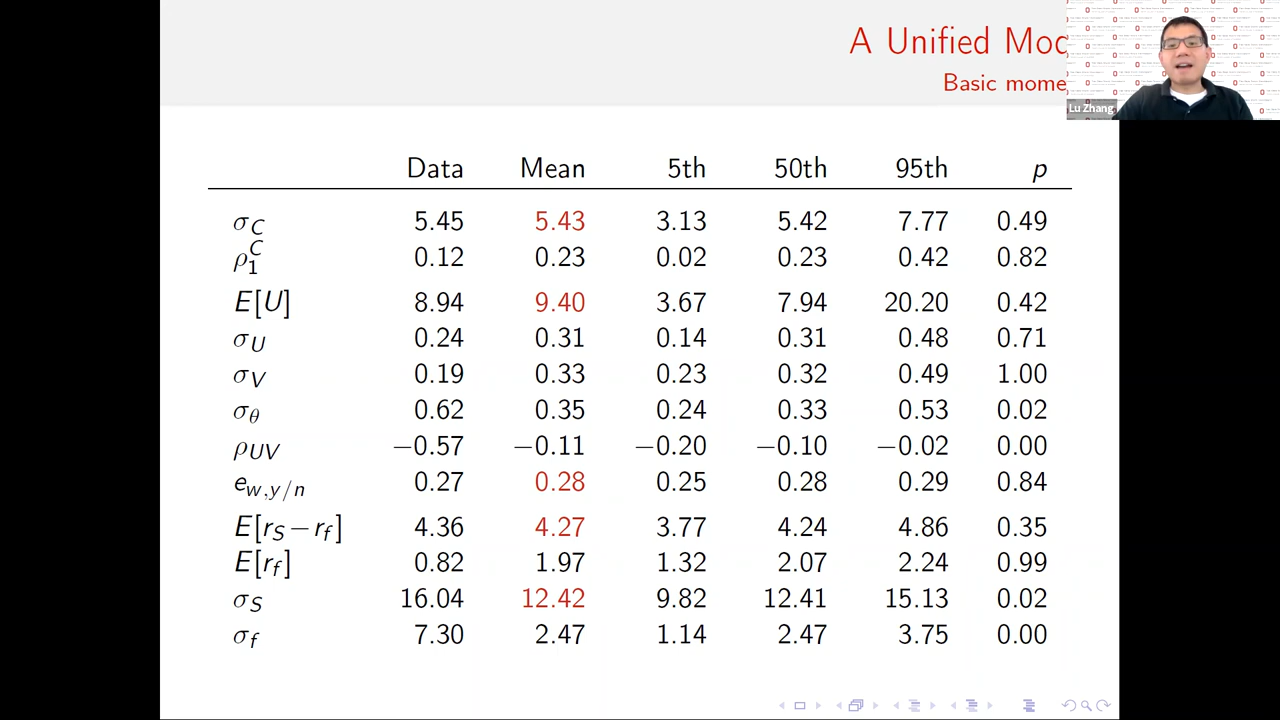 A Unified Mod
Basic mome
Lu Zhang
Data Mean 5th 50th 95th p
σ_C 5.45 5.43 3.13 5.42 7.77 0.49
ρ_1^C 0.12 0.23 0.02 0.23 0.42 0.82
E[U] 8.94 9.40 3.67 7.94 20.20 0.42
σ_U 0.24 0.31 0.14 0.31 0.48 0.71
σ_V 0.19 0.33 0.23 0.32 0.49 1.00
σ_θ 0.62 0.35 0.24 0.33 0.53 0.02
ρ_UV −0.57 −0.11 −0.20 −0.10 −0.02 0.00
e_w,y/n 0.27 0.28 0.25 0.28 0.29 0.84
E[r_S−r_f] 4.36 4.27 3.77 4.24 4.86 0.35
E[r_f] 0.82 1.97 1.32 2.07 2.24 0.99
σ_S 16.04 12.42 9.82 12.41 15.13 0.02
σ_f 7.30 2.47 1.14 2.47 3.75 0.00